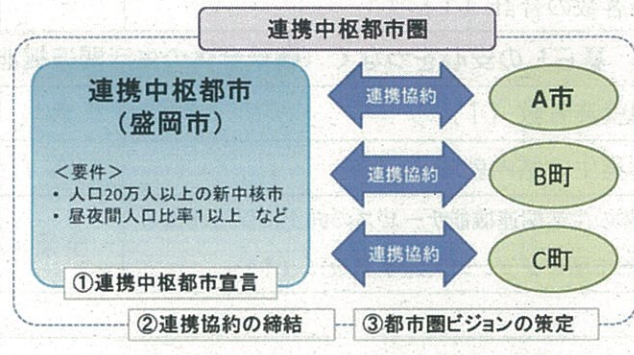 連携中枢都市圏
連携中枢都市
(盛岡市)
<要件>
• 人口20万人以上の新中核市
• 昼夜間人口比率1以上 など
①連携中枢都市宣言
連携協約
A市
連携協約
B町
連携協約
C町
②連携協約の締結
③都市圏ビジョンの策定